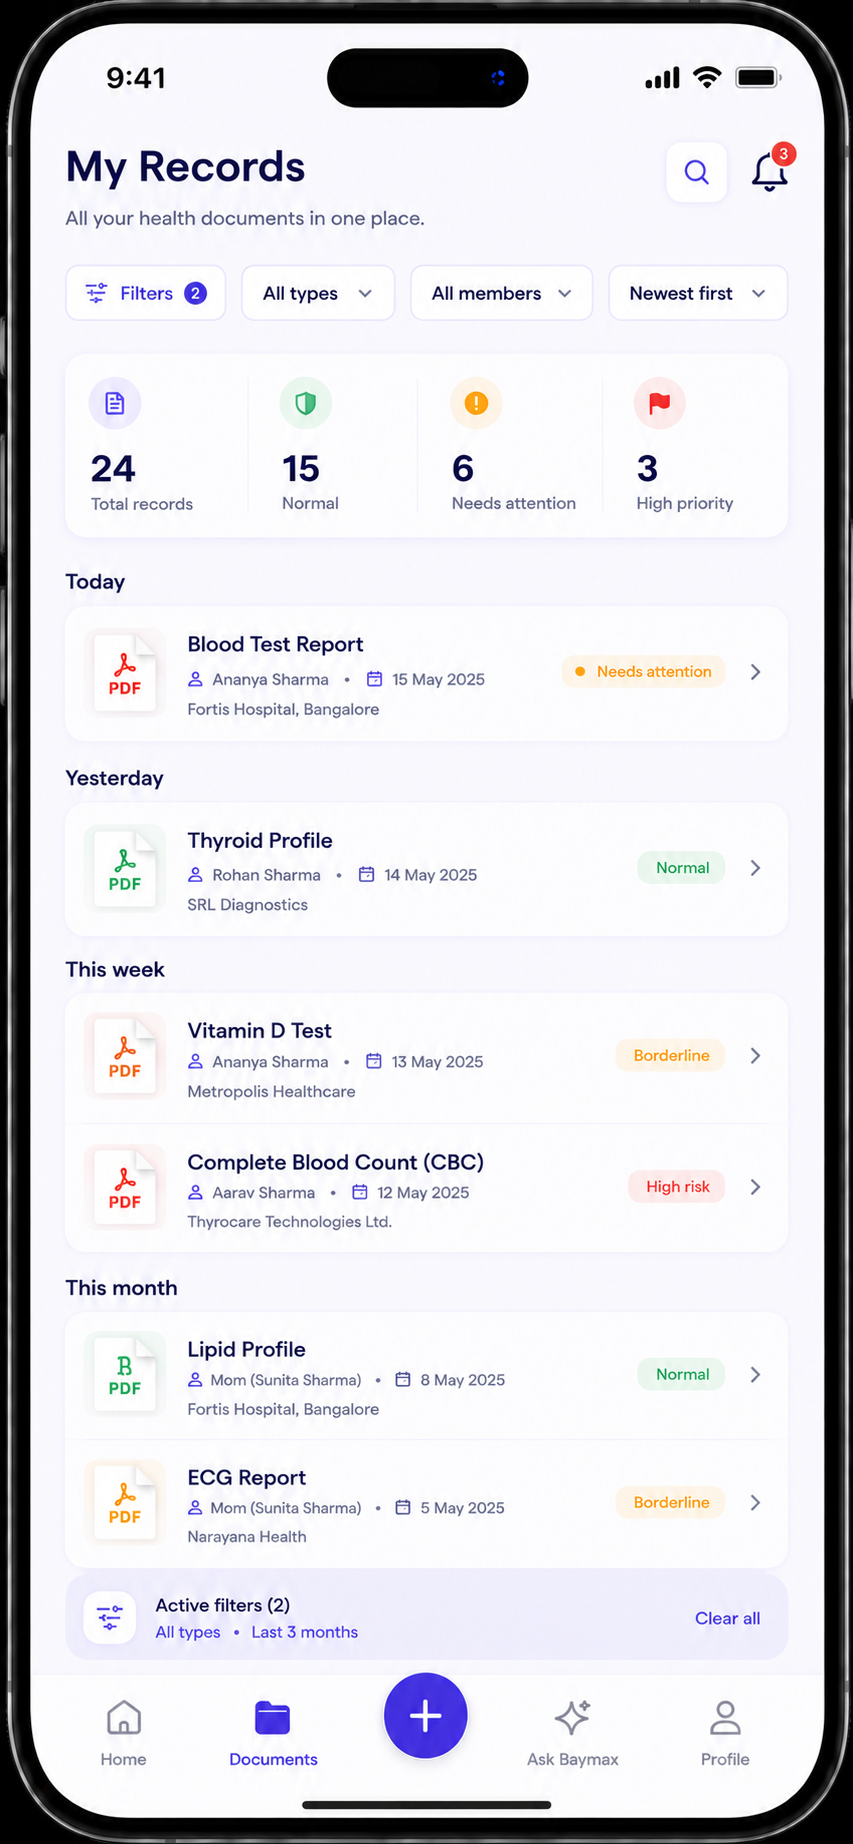 9:41
My Records
3
All your health documents in one place.
Filters 2
All types
All members
Newest first
24
Total records
15
Normal
6
Needs attention
3
High priority
Today
PDF
Blood Test Report
Ananya Sharma • 15 May 2025
Fortis Hospital, Bangalore
Needs attention
Yesterday
PDF
Thyroid Profile
Rohan Sharma • 14 May 2025
SRL Diagnostics
Normal
This week
PDF
Vitamin D Test
Ananya Sharma • 13 May 2025
Metropolis Healthcare
Borderline
PDF
Complete Blood Count (CBC)
Aarav Sharma • 12 May 2025
Thyrocare Technologies Ltd.
High risk
This month
PDF
Lipid Profile
Mom (Sunita Sharma) • 8 May 2025
Fortis Hospital, Bangalore
Normal
PDF
ECG Report
Mom (Sunita Sharma) • 5 May 2025
Narayana Health
Borderline
Active filters (2)
All types • Last 3 months
Clear all
Home
Documents
Ask Baymax
Profile